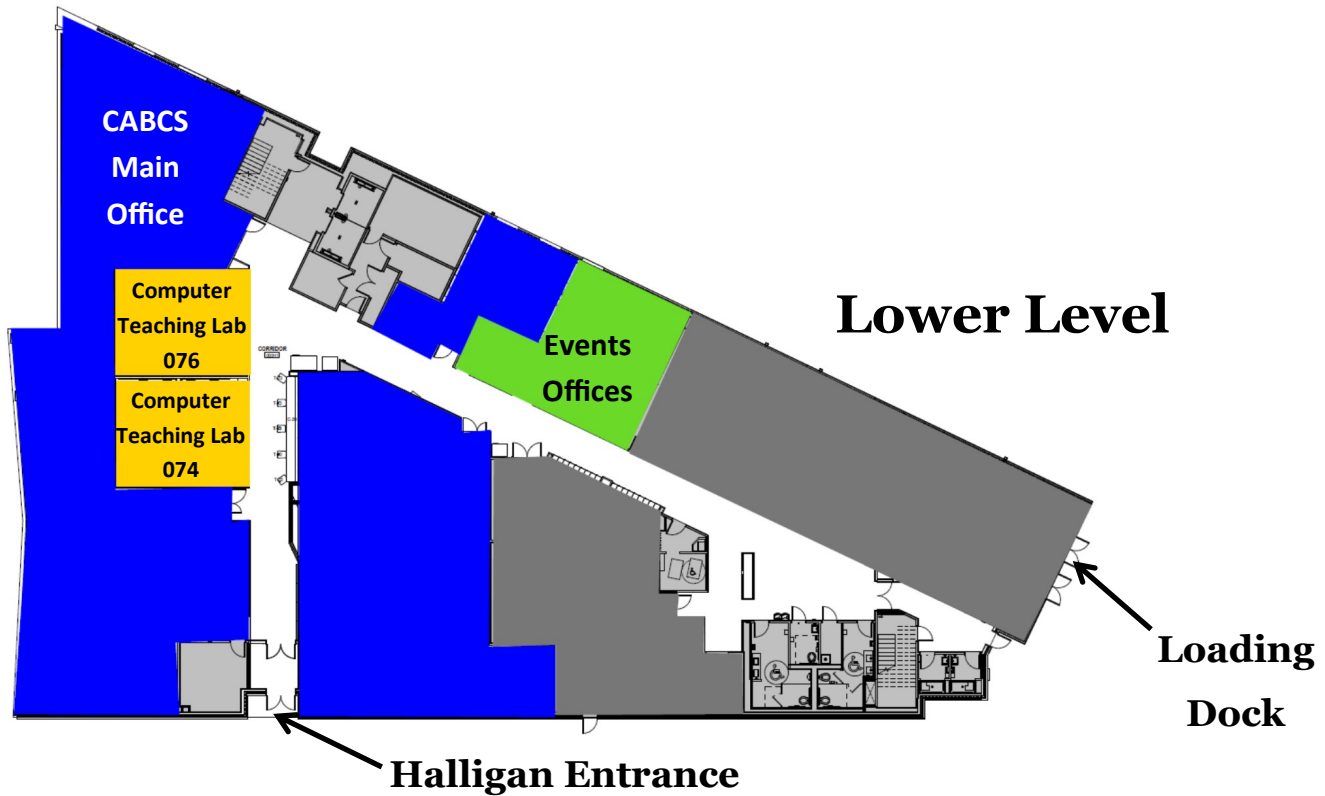 CABCS
Main
Office
Computer
Teaching Lab
076
Computer
Teaching Lab
074
CORRIDOR
Events
Offices
Lower Level
Loading
Dock
Halligan Entrance